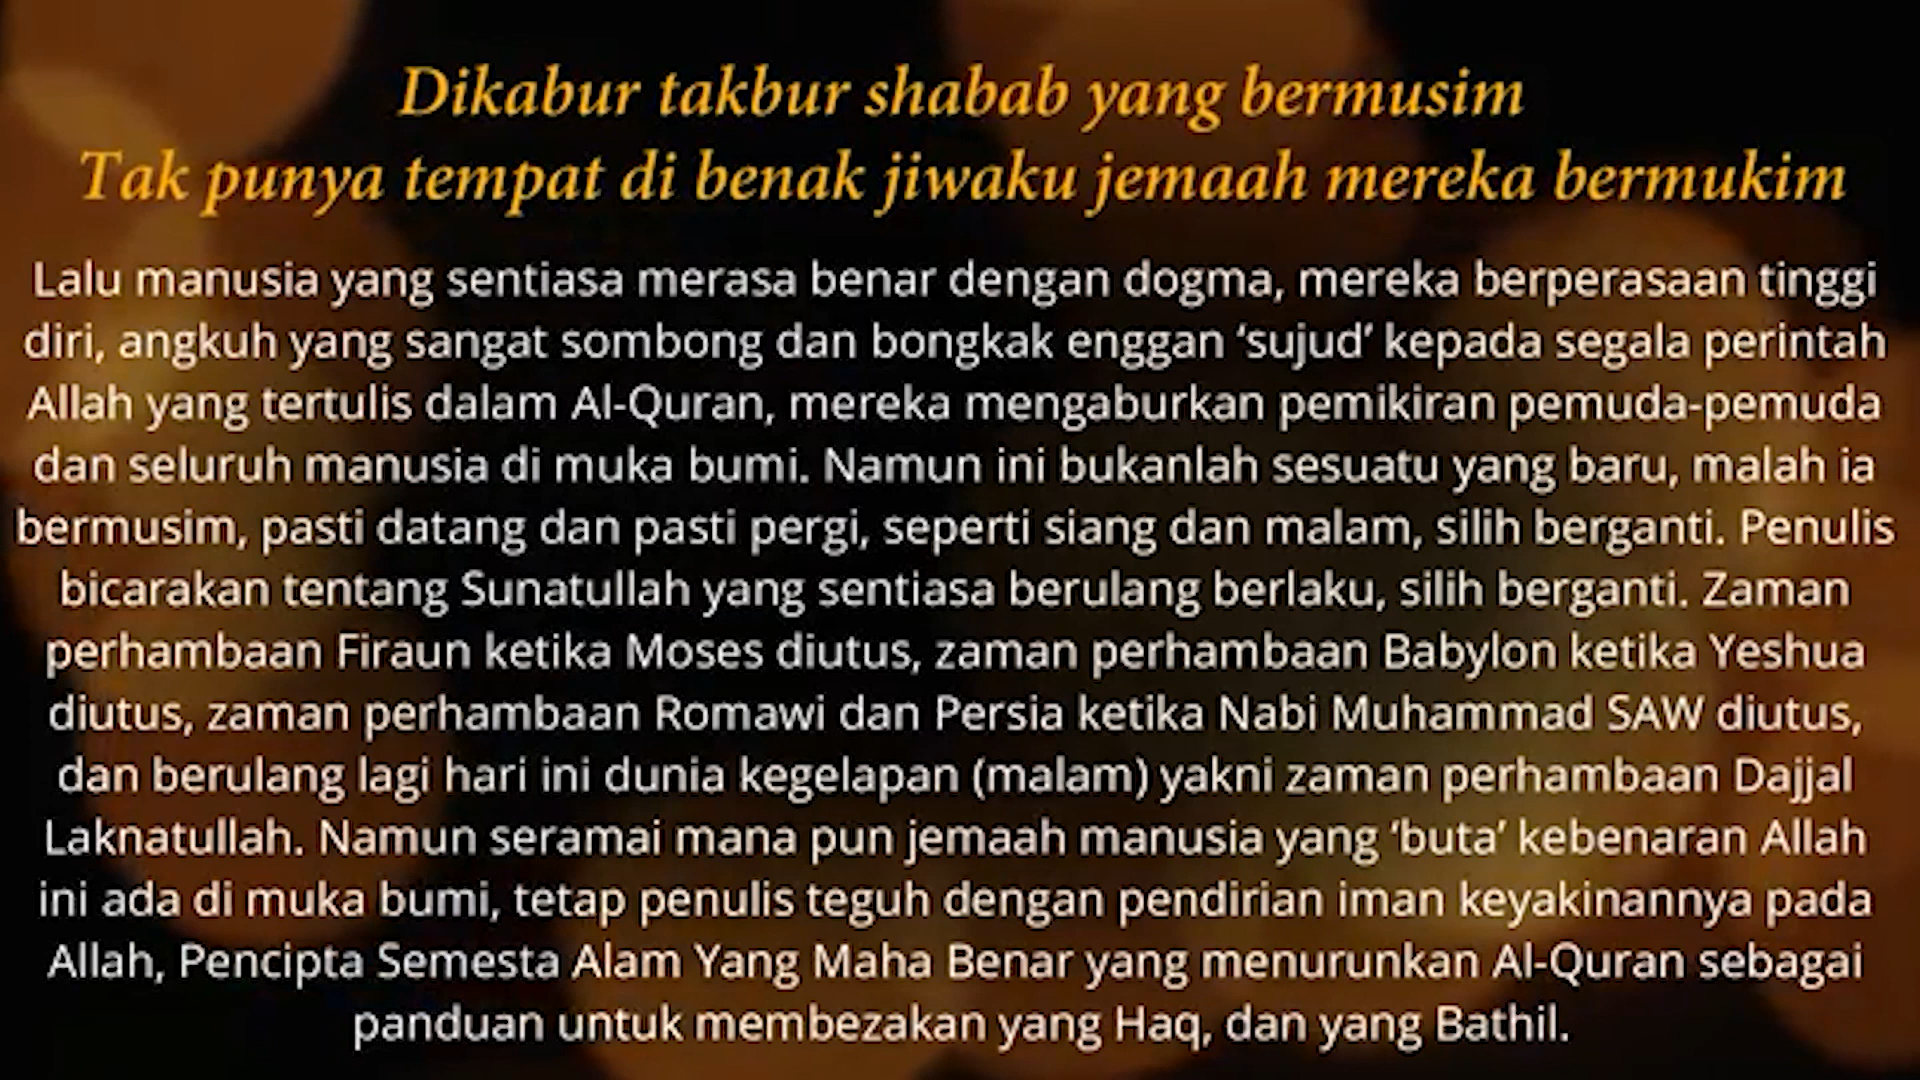 Dikabur takbur shabab yang bermusim
Tak punya tempat di benak jiwaku jemaah mereka bermukim
Lalu manusia yang sentiasa merasa benar dengan dogma, mereka berperasaan tinggi
diri, angkuh yang sangat sombong dan bongkak enggan ‘sujud’ kepada segala perintah
Allah yang tertulis dalam Al-Quran, mereka mengaburkan pemikiran pemuda-pemuda
dan seluruh manusia di muka bumi. Namun ini bukanlah sesuatu yang baru, malah ia
bermusim, pasti datang dan pasti pergi, seperti siang dan malam, silih berganti. Penulis
bicarakan tentang Sunatullah yang sentiasa berulang berlaku, silih berganti. Zaman
perhambaan Firaun ketika Moses diutus, zaman perhambaan Babylon ketika Yeshua
diutus, zaman perhambaan Romawi dan Persia ketika Nabi Muhammad SAW diutus,
dan berulang lagi hari ini dunia kegelapan (malam) yakni zaman perhambaan Dajjal
Laknatullah. Namun seramai mana pun jemaah manusia yang ‘buta’ kebenaran Allah
ini ada di muka bumi, tetap penulis teguh dengan pendirian iman keyakinannya pada
Allah, Pencipta Semesta Alam Yang Maha Benar yang menurunkan Al-Quran sebagai
panduan untuk membezakan yang Haq, dan yang Bathil.